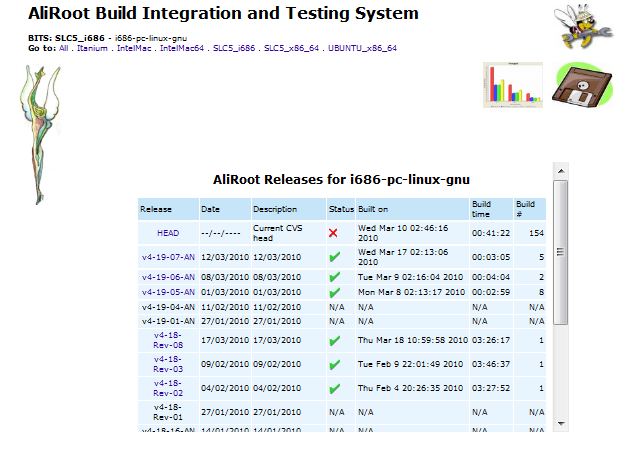 AliRoot Build Integration and Testing System
BITS: SLC5_i686 - i686-pc-linux-gnu
Go to: All . Itanium . IntelMac . IntelMac64 . SLC5_i686 . SLC5_x86_64 . UBUNTU_x86_64
AliRoot Releases for i686-pc-linux-gnu
Release Date Description Status Built on Build time Build #
HEAD --/--/---- Current CVS head Wed Mar 10 02:46:16 2010 00:41:22 154
v4-19-07-AN 12/03/2010 12/03/2010 Wed Mar 17 02:13:06 2010 00:03:05 5
v4-19-06-AN 08/03/2010 08/03/2010 Tue Mar 9 02:16:04 2010 00:04:04 2
v4-19-05-AN 01/03/2010 01/03/2010 Mon Mar 8 02:13:17 2010 00:02:59 8
v4-19-04-AN 11/02/2010 11/02/2010 N/A N/A N/A N/A
v4-19-01-AN 27/01/2010 27/01/2010 N/A N/A N/A N/A
v4-18-Rev-08 17/03/2010 17/03/2010 Thu Mar 18 10:59:58 2010 03:26:17 1
v4-18-Rev-03 09/02/2010 09/02/2010 Tue Feb 9 22:01:49 2010 03:46:37 1
v4-18-Rev-02 04/02/2010 04/02/2010 Thu Feb 4 20:26:35 2010 03:27:52 1
v4-18-Rev-01 27/01/2010 27/01/2010 N/A N/A N/A N/A
v4-18-16-AN 14/01/2010 14/01/2010 N/A N/A N/A N/A